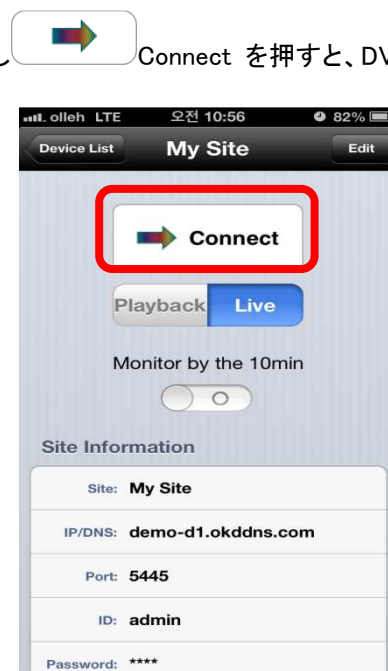 し Connect を押すと、DV
olleh LTE 오전 10:56 82%
Device List My Site Edit
Connect
Playback Live
Monitor by the 10min
Site Information
Site: My Site
IP/DNS: demo-d1.okddns.com
Port: 5445
ID: admin
Password: ****